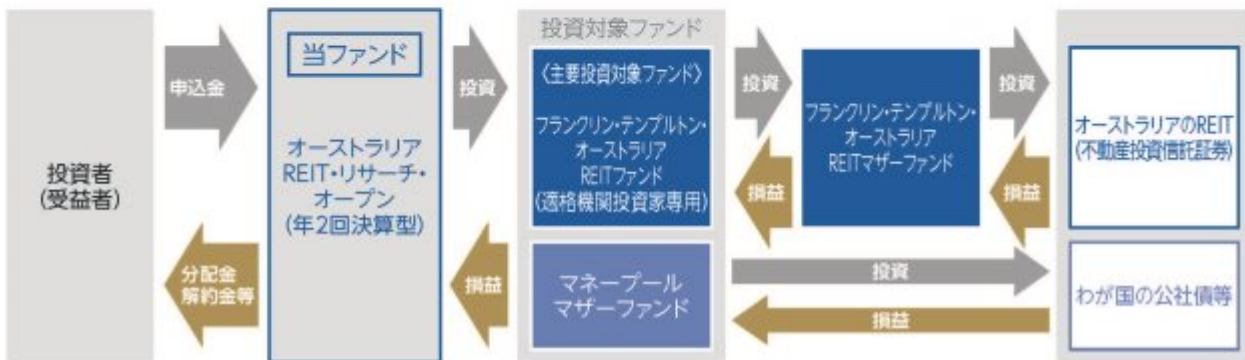 投資者
(受益者)
申込金
分配金
解約金等
当ファンド
オーストラリア
REIT・リサーチ・
オープン
(年2回決算型)
投資
損益
投資対象ファンド
〈主要投資対象ファンド〉
フランクリン・テンプルトン・
オーストラリア
REITファンド
(適格機関投資家専用)
マネープール
マザーファンド
投資
損益
フランクリン・テンプルトン・
オーストラリア
REITマザーファンド
投資
損益
投資
損益
オーストラリアのREIT
(不動産投資信託証券)
わが国の公社債等